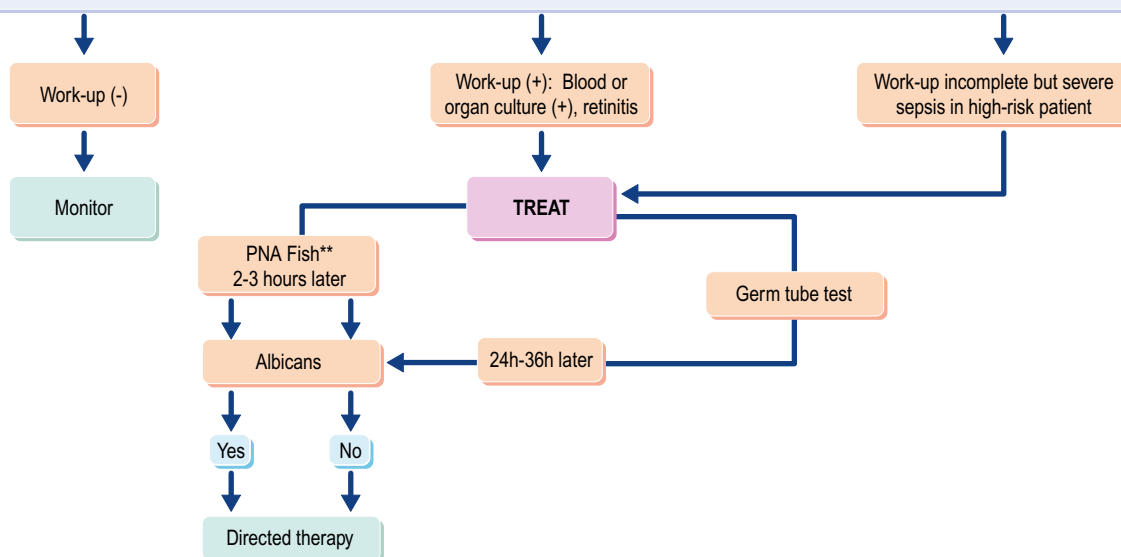 Work-up (-)
Work-up (+):  Blood or
organ culture (+), retinitis
Work-up incomplete but severe
sepsis in high-risk patient
Monitor
TREAT
PNA Fish**
2-3 hours later
Germ tube test
Albicans
24h-36h later
Yes
No
Directed therapy